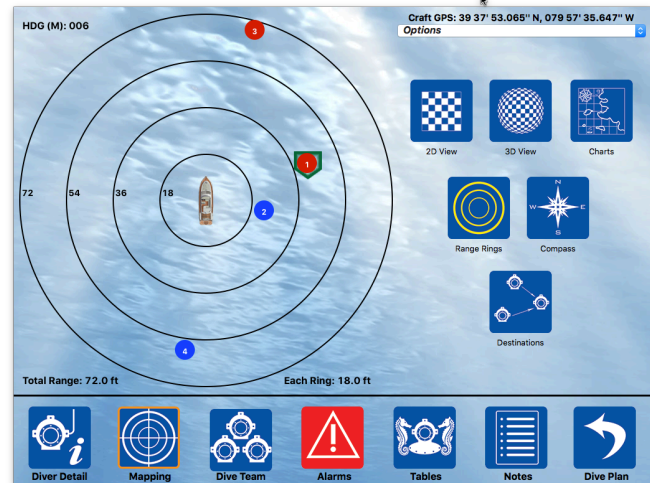 Craft GPS: 39 37' 53.065" N, 079 57' 35.647" W
HDG (M): 006
Options
3
2D View
3D View
Charts
1
72
54
36
18
2
N
W
E
S
Range Rings
Compass
4
Destinations
Total Range: 72.0 ft
Each Ring: 18.0 ft
Diver Detail
Mapping
Dive Team
Alarms
Tables
Notes
Dive Plan